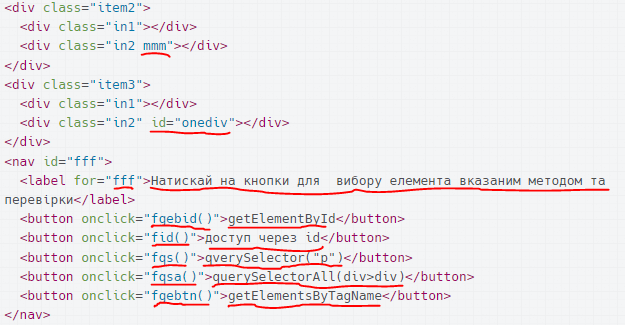 <div class="item2">
<div class="in1"></div>
<div class="in2 mmm"></div>
</div>
<div class="item3">
<div class="in1"></div>
<div class="in2" id="onediv"></div>
</div>
<nav id="fff">
<label for="fff">Натискай на кнопки для  вибору елемента вказаним методом та
перевірки</label>
<button onclick="fgebid()">getElementById</button>
<button onclick="fid()">доступ через id</button>
<button onclick="fqs()">qverySelector("p")</button>
<button onclick="fqsa()">querySelectorAll(div>div)</button>
<button onclick="fgebtn()">getElementsByTagName</button>
</nav>